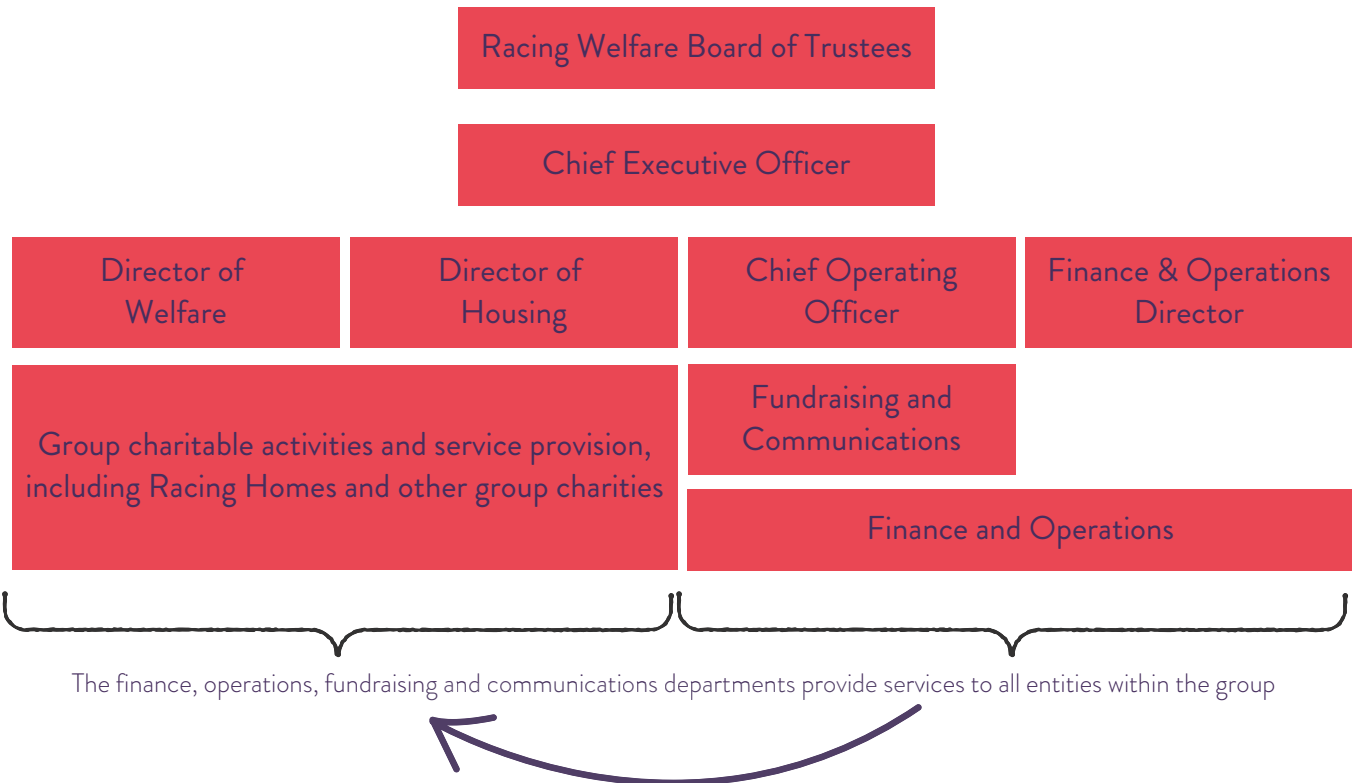 Racing Welfare Board of Trustees
Chief Executive Officer
Director of
Welfare
Director of
Housing
Chief Operating
Officer
Finance & Operations
Director
Group charitable activities and service provision,
including Racing Homes and other group charities
Fundraising and
Communications
Finance and Operations
The finance, operations, fundraising and communications departments provide services to all entities within the group